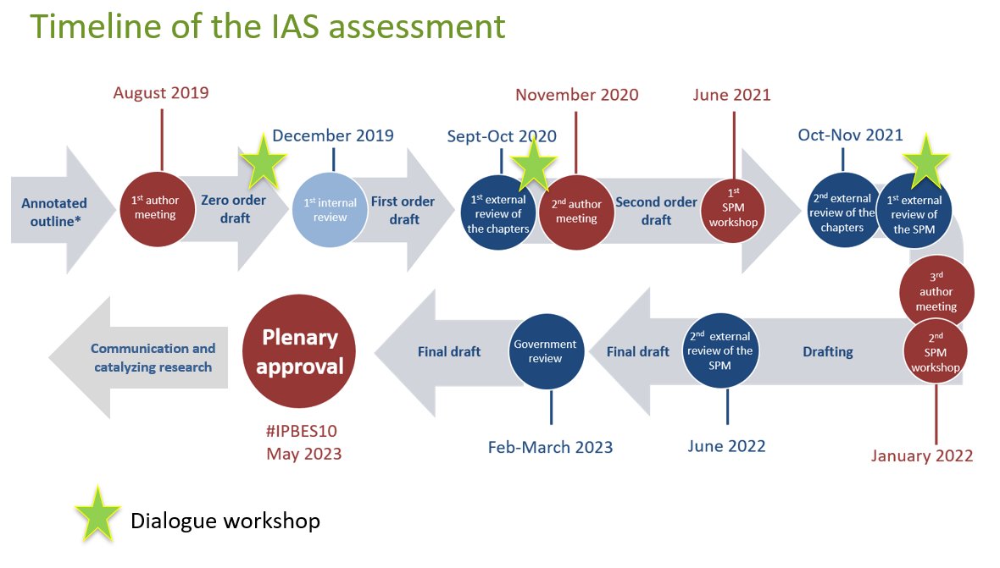 Timeline of the IAS assessment
August 2019
November 2020
June 2021
December 2019
Sept-Oct 2020
Oct-Nov 2021
Annotated
outline*
1st author
meeting
Zero order
draft
1st internal
review
First order
draft
1st external
review of
the chapters
2nd author
meeting
Second order
draft
1st
SPM
workshop
2nd external
review of the
chapters
1st external
review of
the SPM
3rd
author
meeting
2nd
SPM
workshop
January 2022
Drafting
2nd external
review of the
SPM
June 2022
Final draft
Government
review
Feb-March 2023
Final draft
Plenary
approval
#IPBES10
May 2023
Communication and
catalyzing research
Dialogue workshop